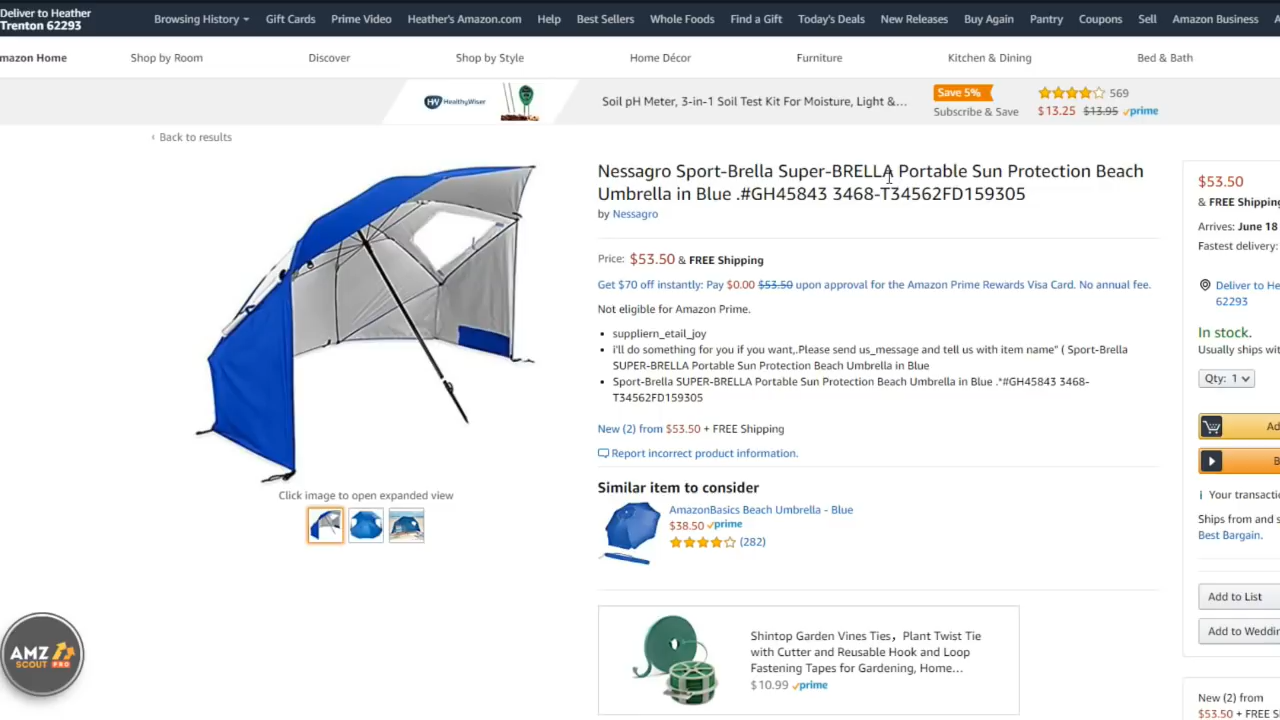 Deliver to Heather
Trenton 62293
Browsing History
Gift Cards
Prime Video
Heather's Amazon.com
Help
Best Sellers
Whole Foods
Find a Gift
Today's Deals
New Releases
Buy Again
Pantry
Coupons
Sell
Amazon Business
mazon Home
Shop by Room
Discover
Shop by Style
Home Décor
Furniture
Kitchen & Dining
Bed & Bath
HW HealthyWiser
Soil pH Meter, 3-in-1 Soil Test Kit For Moisture, Light &...
Save 5%
Subscribe & Save
569
$13.25 $13.95 prime
‹ Back to results
Nessagro Sport-Brella Super-BRELLA Portable Sun Protection Beach
Umbrella in Blue .#GH45843 3468-T34562FD159305
by Nessagro
Price: $53.50 & FREE Shipping
Get $70 off instantly: Pay $0.00 $53.50 upon approval for the Amazon Prime Rewards Visa Card. No annual fee.
Not eligible for Amazon Prime.
• suppliern_etail_joy
• i'll do something for you if you want,.Please send us_message and tell us with item name" ( Sport-Brella
SUPER-BRELLA Portable Sun Protection Beach Umbrella in Blue
• Sport-Brella SUPER-BRELLA Portable Sun Protection Beach Umbrella in Blue .*#GH45843 3468-
T34562FD159305
New (2) from $53.50 + FREE Shipping
Report incorrect product information.
Click image to open expanded view
Similar item to consider
AmazonBasics Beach Umbrella - Blue
$38.50 prime
(282)
Shintop Garden Vines Ties, Plant Twist Tie
with Cutter and Reusable Hook and Loop
Fastening Tapes for Gardening, Home...
$10.99 prime
AMZ
SCOUT PRO
$53.50
& FREE Shipping
Arrives: June 18
Fastest delivery:
Deliver to He
62293
In stock.
Usually ships wit
Qty: 1
Ad
B
Your transacti
Ships from and s
Best Bargain.
Add to List
Add to Weddin
New (2) from
$53.50 + FREE S